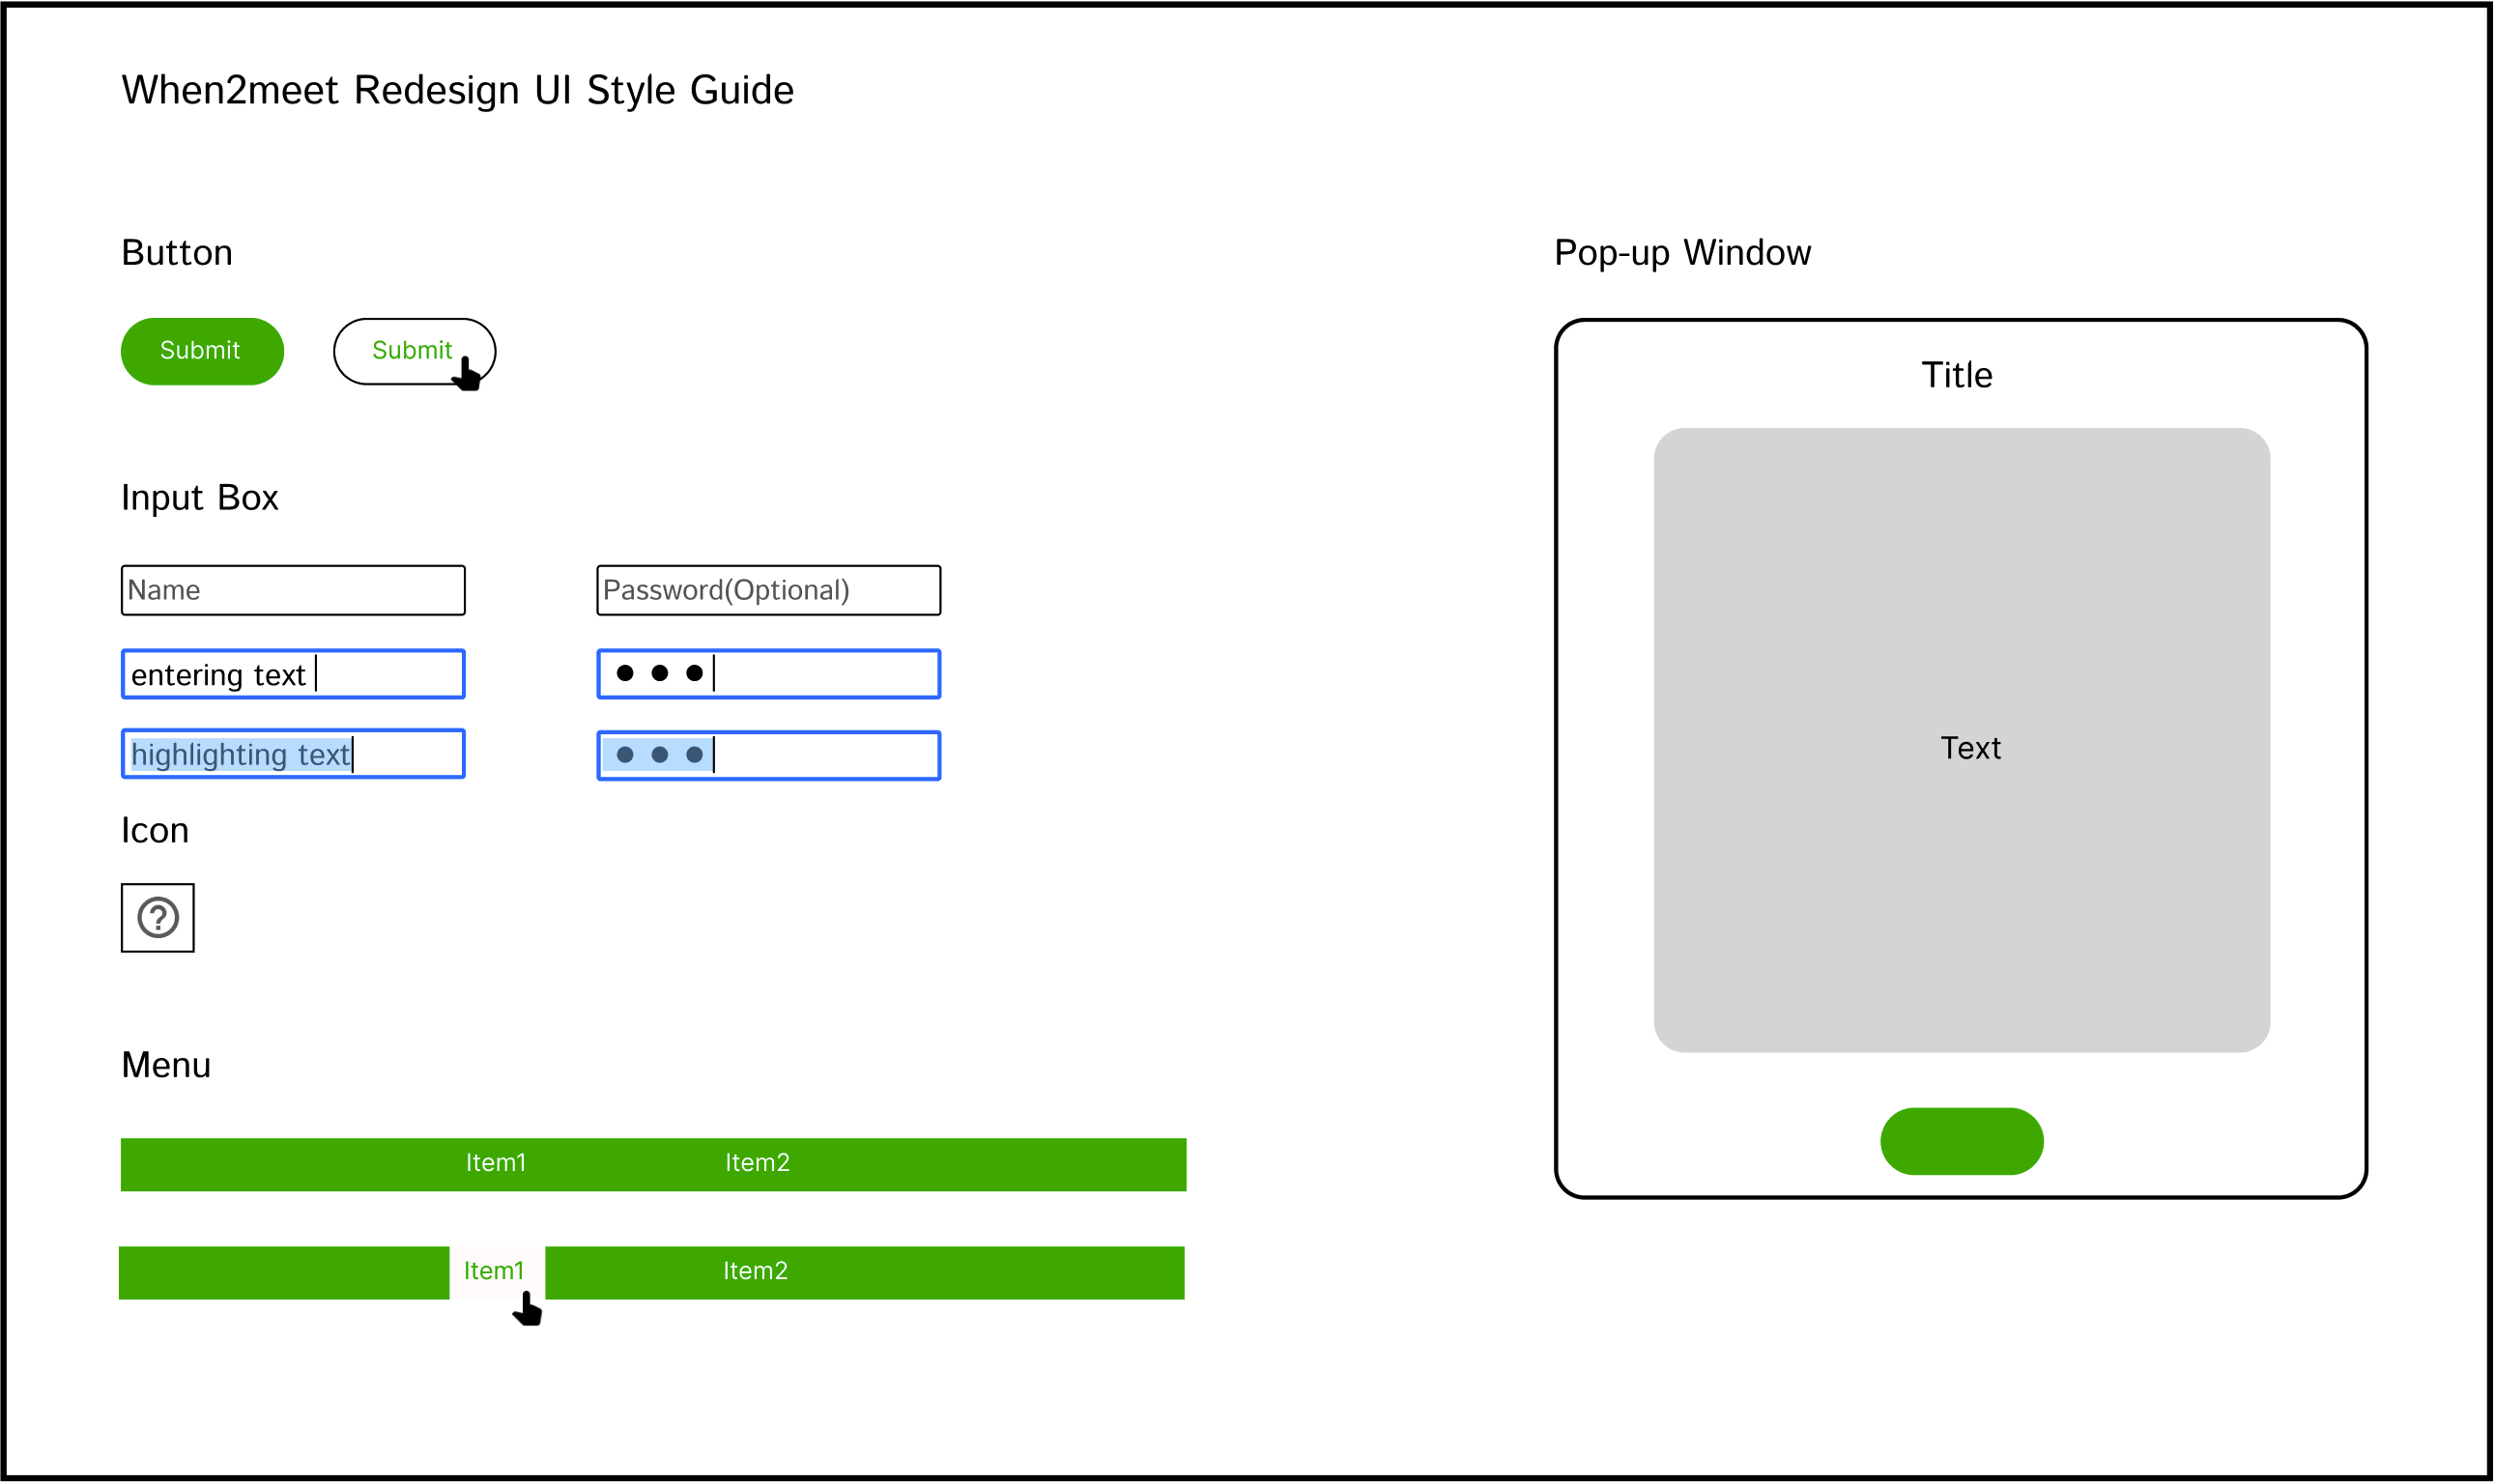 When2meet Redesign UI Style Guide
Button
Submit
Submit
Input Box
Name
Password(Optional)
entering text
highlighting text
Icon
?
Menu
Item1 Item2
Item1 Item2
Pop-up Window
Title
Text